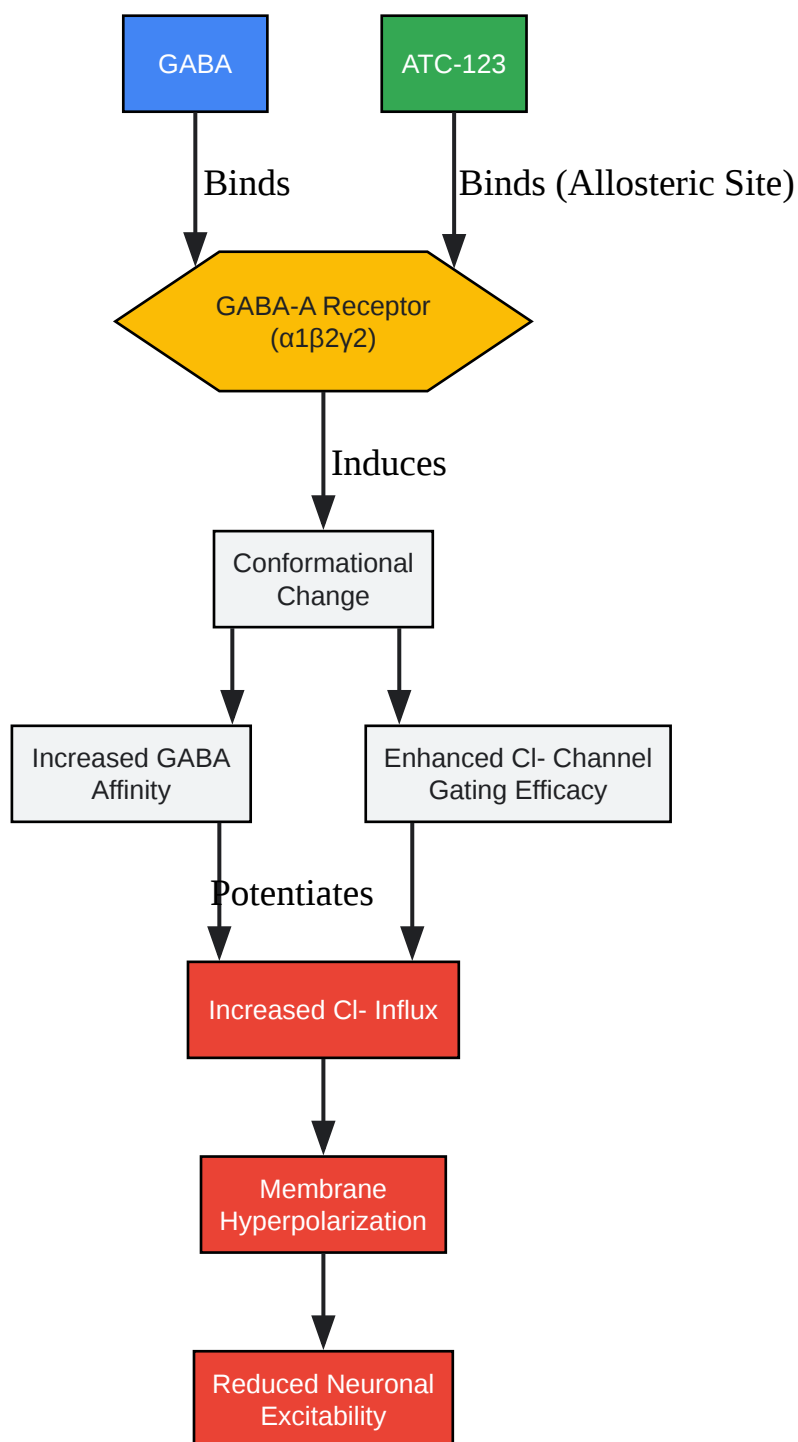 GABA
ATC-123
Binds
Binds (Allosteric Site)
GABA-A Receptor
(α1β2γ2)
Induces
Conformational
Change
Increased GABA
Affinity
Enhanced Cl- Channel
Gating Efficacy
Potentiates
Increased Cl- Influx
Membrane
Hyperpolarization
Reduced Neuronal
Excitability